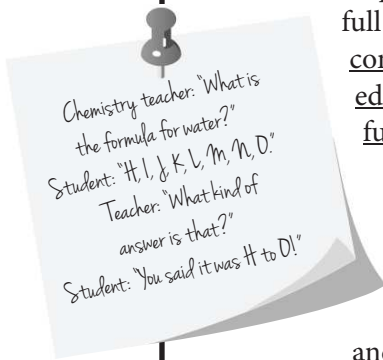 full
con
ed
fu
Chemistry teacher: "What is
the formula for water?"
Student: "H, I, J, K, L, M, N, O."
Teacher: "What kind of
answer is that?"
Student: "You said it was H to O!"
and